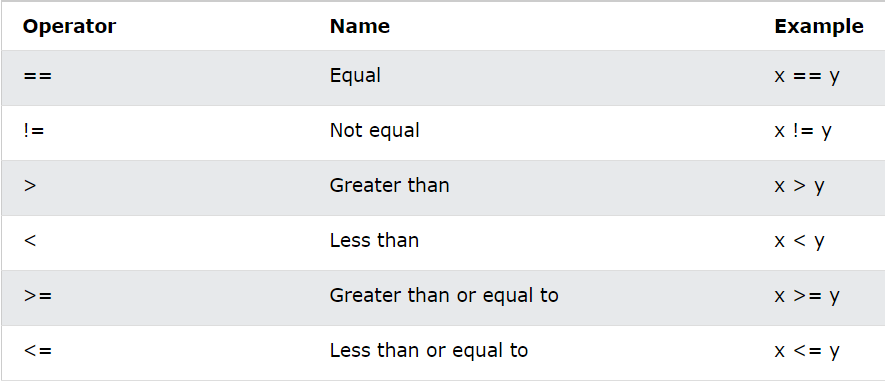 Operator Name Example
== Equal x == y
!= Not equal x != y
> Greater than x > y
< Less than x < y
>= Greater than or equal to x >= y
<= Less than or equal to x <= y